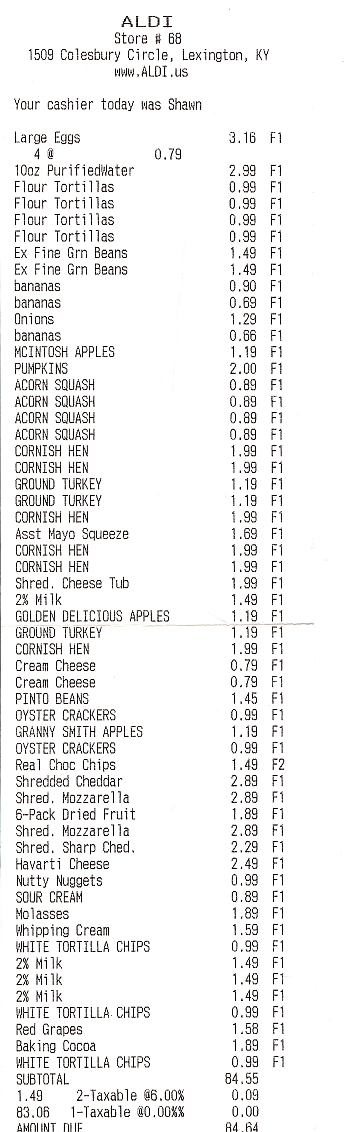 ALDI
Store # 68
1509 Colesbury Circle, Lexington, KY
www.ALDI.us
Your cashier today was Shawn
Large Eggs 3.16 F1
4 @ 0.79
10oz PurifiedWater 2.99 F1
Flour Tortillas 0.99 F1
Flour Tortillas 0.99 F1
Flour Tortillas 0.99 F1
Flour Tortillas 0.99 F1
Ex Fine Grn Beans 1.49 F1
Ex Fine Grn Beans 1.49 F1
bananas 0.90 F1
bananas 0.69 F1
Onions 1.29 F1
bananas 0.66 F1
MCINTOSH APPLES 1.19 F1
PUMPKINS 2.00 F1
ACORN SQUASH 0.89 F1
ACORN SQUASH 0.89 F1
ACORN SQUASH 0.89 F1
ACORN SQUASH 0.89 F1
CORNISH HEN 1.99 F1
CORNISH HEN 1.99 F1
GROUND TURKEY 1.19 F1
GROUND TURKEY 1.19 F1
CORNISH HEN 1.99 F1
Asst Mayo Squeeze 1.69 F1
CORNISH HEN 1.99 F1
CORNISH HEN 1.99 F1
Shred. Cheese Tub 1.99 F1
2% Milk 1.49 F1
GOLDEN DELICIOUS APPLES 1.19 F1
GROUND TURKEY 1.19 F1
CORNISH HEN 1.99 F1
Cream Cheese 0.79 F1
Cream Cheese 0.79 F1
PINTO BEANS 1.45 F1
OYSTER CRACKERS 0.99 F1
GRANNY SMITH APPLES 1.19 F1
OYSTER CRACKERS 0.99 F1
Real Choc Chips 1.49 F2
Shredded Cheddar 2.89 F1
Shred. Mozzarella 2.89 F1
6-Pack Dried Fruit 1.89 F1
Shred. Mozzarella 2.89 F1
Shred. Sharp Ched. 2.29 F1
Havarti Cheese 2.49 F1
Nutty Nuggets 0.99 F1
SOUR CREAM 0.89 F1
Molasses 1.89 F1
Whipping Cream 1.59 F1
WHITE TORTILLA CHIPS 0.99 F1
2% Milk 1.49 F1
2% Milk 1.49 F1
2% Milk 1.49 F1
WHITE TORTILLA CHIPS 0.99 F1
Red Grapes 1.58 F1
Baking Cocoa 1.89 F1
WHITE TORTILLA CHIPS 0.99 F1
SUBTOTAL 84.55
1.49 2-Taxable @6.00% 0.09
83.06 1-Taxable @0.00%% 0.00
AMOUNT DUE 84.64